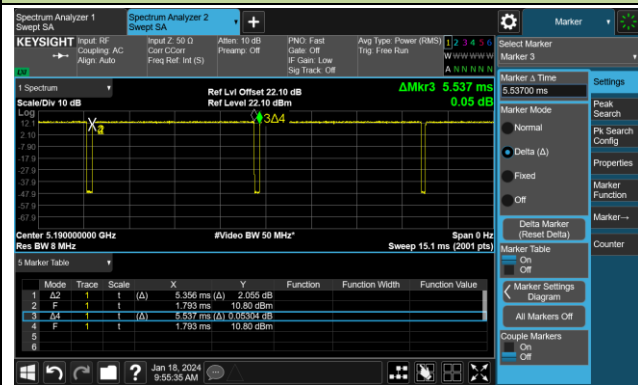 Spectrum Analyzer 1
Swept SA
Spectrum Analyzer 2
Swept SA
+
Marker
KEYSIGHT
Input: RF
Coupling: AC
Align: Auto
Input Z: 50 Ω
Corr CCorr
Freq Ref: Int (S)
Atten: 10 dB
Preamp: Off
PNO: Fast
Gate: Off
IF Gain: Low
Sig Track: Off
Avg Type: Power (RMS)
Trig: Free Run
1 2 3 4 5 6
W W W W W W
A N N N N N
LXI
Select Marker
Marker 3
1 Spectrum
Scale/Div 10 dB
Ref Lvl Offset 22.10 dB
Ref Level 22.10 dBm
ΔMkr3 5.537 ms
0.05 dB
Log
12.1
2.10
-7.90
-17.9
-27.9
-37.9
-47.9
-57.9
-67.9
X2
3Δ4
Center 5.190000000 GHz
Res BW 8 MHz
#Video BW 50 MHz*
Span 0 Hz
Sweep 15.1 ms (2001 pts)
5 Marker Table
Mode Trace Scale X Y Function Function Width Function Value
1 Δ2 1 t (Δ) 5.356 ms (Δ) 2.055 dB
2 F 1 t 1.793 ms 10.80 dBm
3 Δ4 1 t (Δ) 5.537 ms (Δ) 0.05304 dB
4 F 1 t 1.793 ms 10.80 dBm
5
6
Marker Δ Time
5.53700 ms
Marker Mode
Normal
Delta (Δ)
Fixed
Off
Delta Marker
(Reset Delta)
Marker Table
On
Off
Marker Settings
Diagram
All Markers Off
Couple Markers
On
Off
Settings
Peak
Search
Pk Search
Config
Properties
Marker
Function
Marker→
Counter
?
Jan 18, 2024
9:55:35 AM